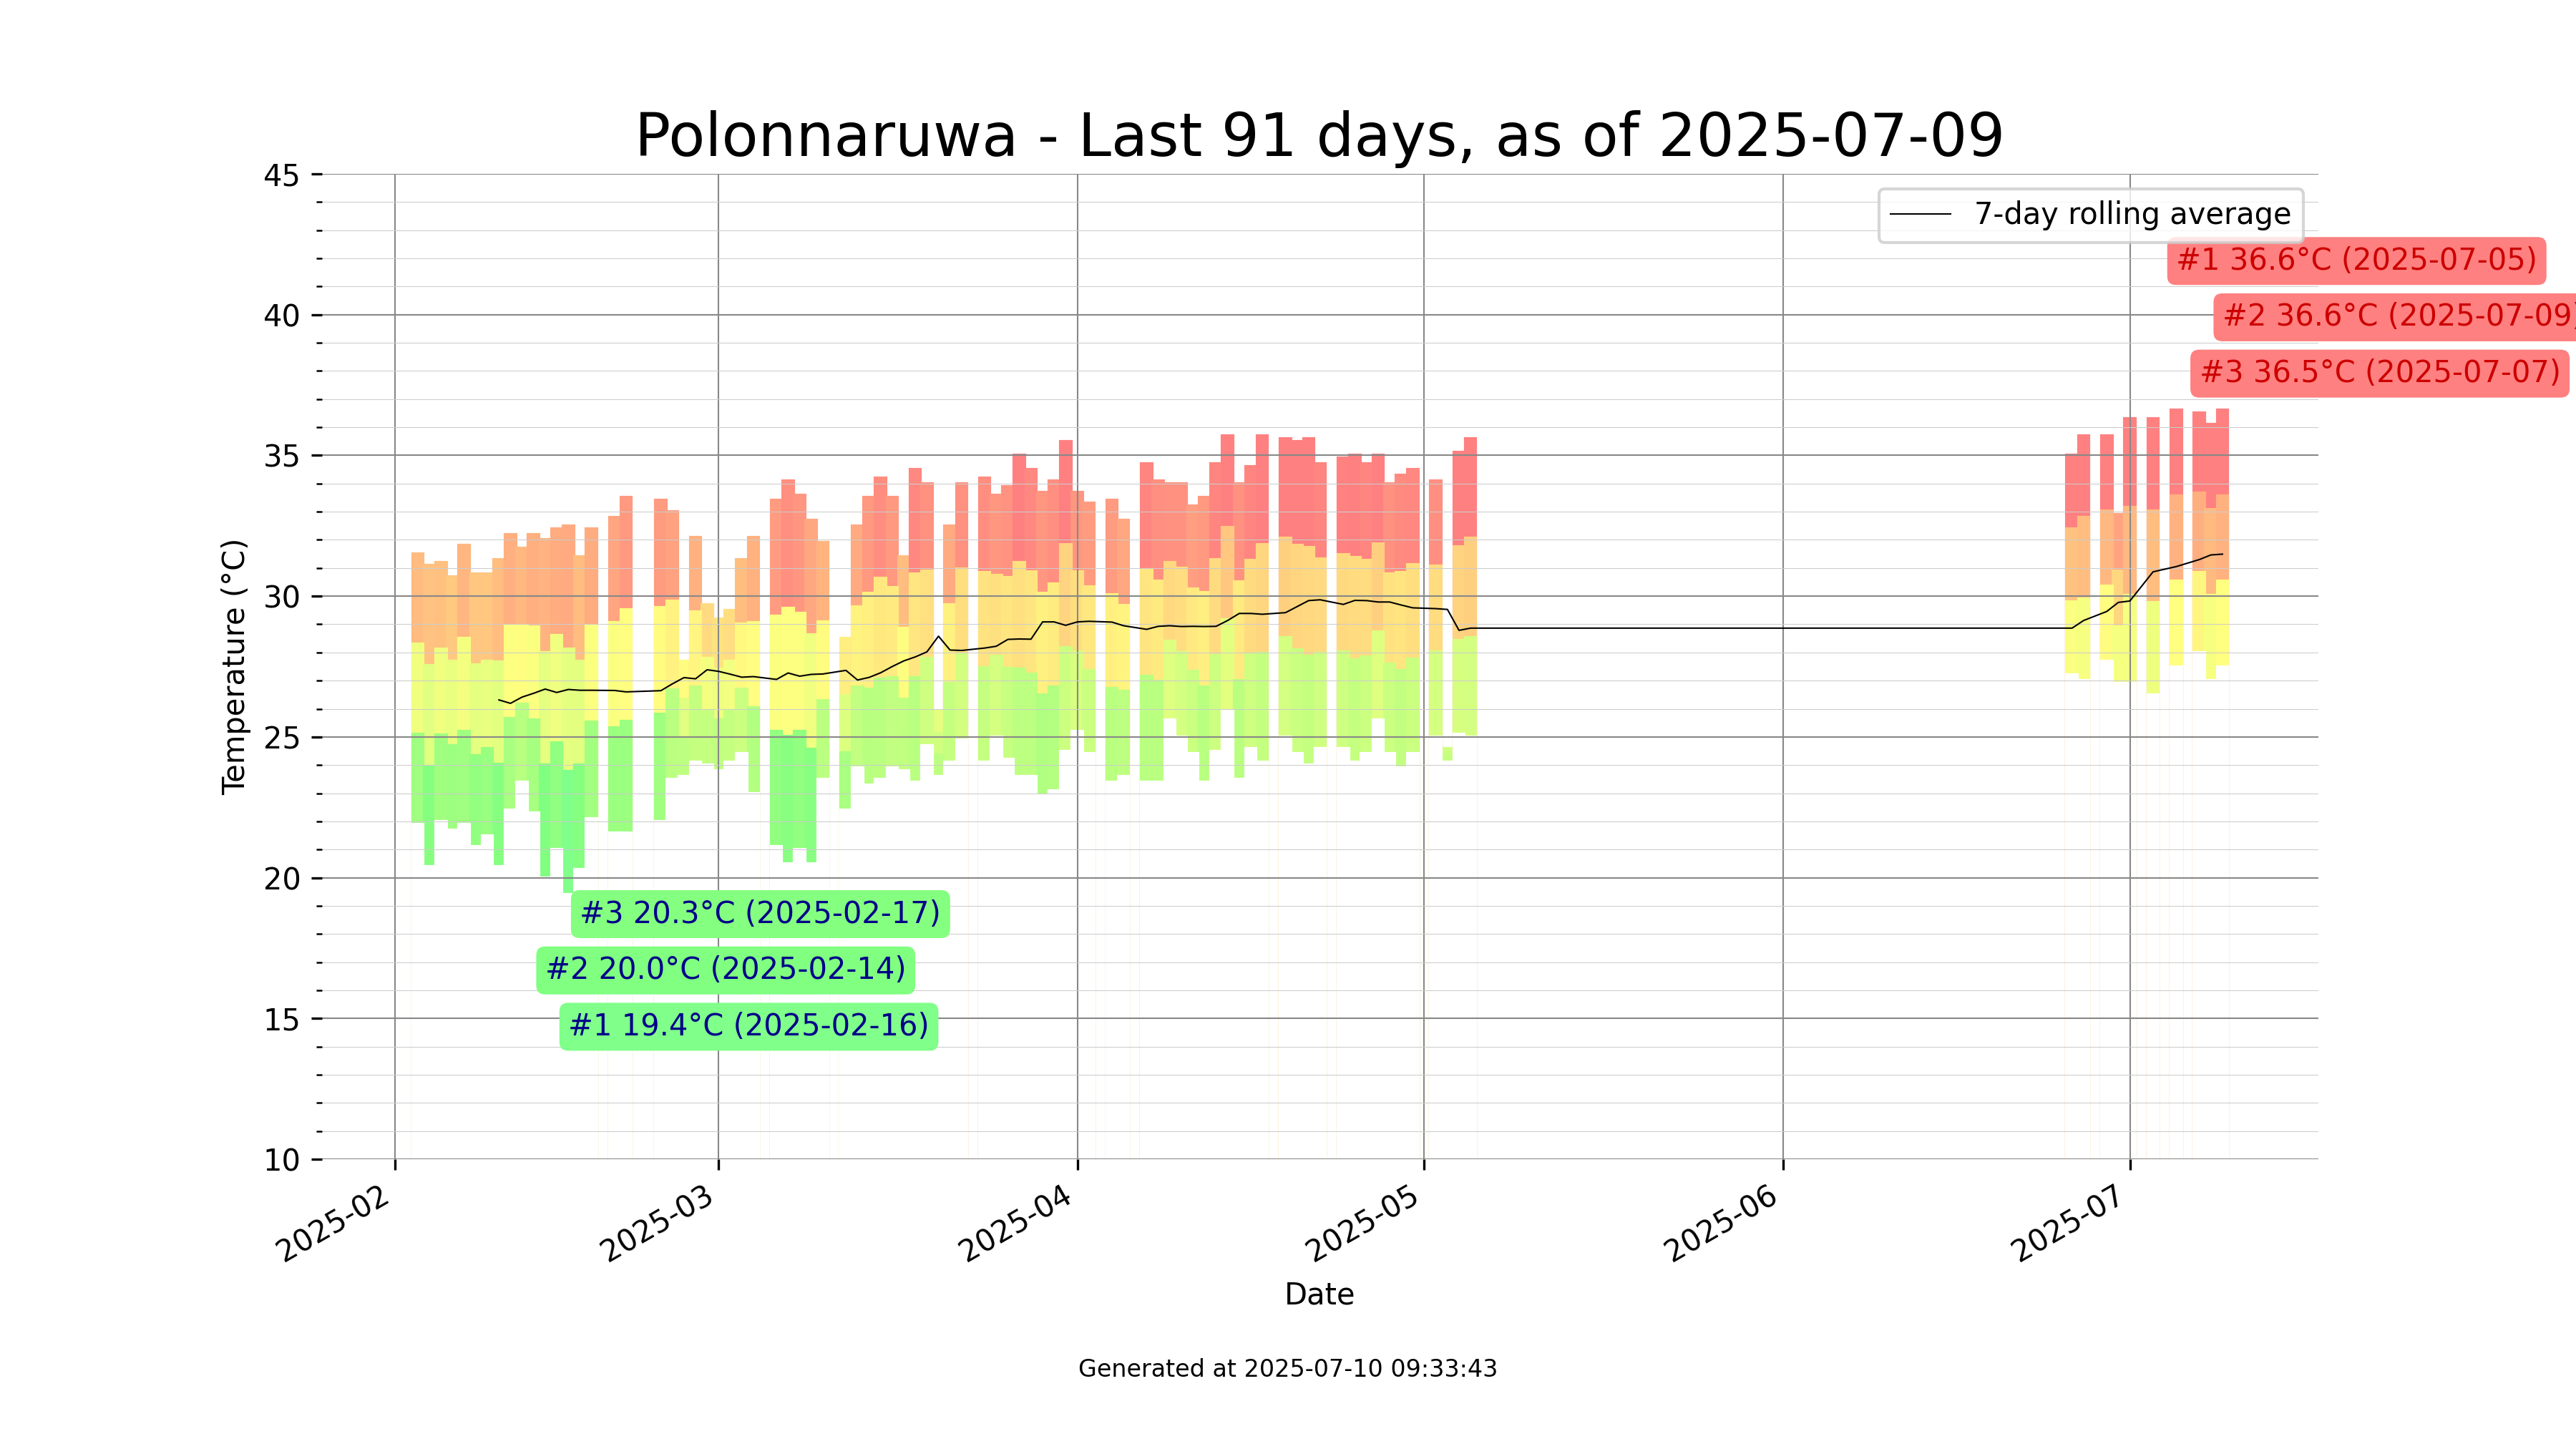 Polonnaruwa - Last 91 days, as of 2025-07-09
45
40
35
30
25
20
15
10
Temperature (°C)
7-day rolling average
#1 36.6°C (2025-07-05)
#2 36.6°C (2025-07-09)
#3 36.5°C (2025-07-07)
#3 20.3°C (2025-02-17)
#2 20.0°C (2025-02-14)
#1 19.4°C (2025-02-16)
2025-02
2025-03
2025-04
2025-05
2025-06
2025-07
Date
Generated at 2025-07-10 09:33:43